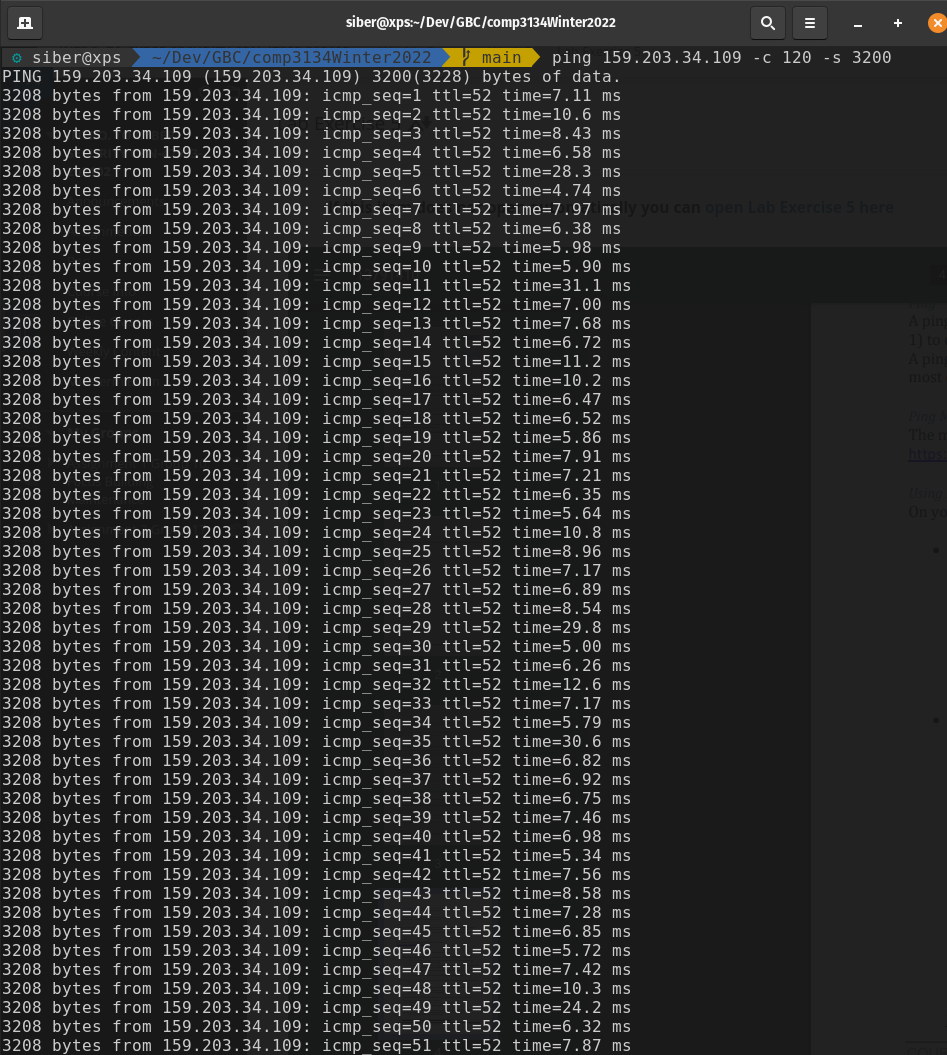 siber@xps:~/Dev/GBC/comp3134Winter2022
siber@xps ~/Dev/GBC/comp3134Winter2022 main ping 159.203.34.109 -c 120 -s 3200
PING 159.203.34.109 (159.203.34.109) 3200(3228) bytes of data.
3208 bytes from 159.203.34.109: icmp_seq=1 ttl=52 time=7.11 ms
3208 bytes from 159.203.34.109: icmp_seq=2 ttl=52 time=10.6 ms
3208 bytes from 159.203.34.109: icmp_seq=3 ttl=52 time=8.43 ms
3208 bytes from 159.203.34.109: icmp_seq=4 ttl=52 time=6.58 ms
3208 bytes from 159.203.34.109: icmp_seq=5 ttl=52 time=28.3 ms
3208 bytes from 159.203.34.109: icmp_seq=6 ttl=52 time=4.74 ms
3208 bytes from 159.203.34.109: icmp_seq=7 ttl=52 time=7.97 ms you can open Lab Exercise 5 here
3208 bytes from 159.203.34.109: icmp_seq=8 ttl=52 time=6.38 ms
3208 bytes from 159.203.34.109: icmp_seq=9 ttl=52 time=5.98 ms
3208 bytes from 159.203.34.109: icmp_seq=10 ttl=52 time=5.90 ms
3208 bytes from 159.203.34.109: icmp_seq=11 ttl=52 time=31.1 ms
3208 bytes from 159.203.34.109: icmp_seq=12 ttl=52 time=7.00 ms
3208 bytes from 159.203.34.109: icmp_seq=13 ttl=52 time=7.68 ms A ping
3208 bytes from 159.203.34.109: icmp_seq=14 ttl=52 time=6.72 ms 1] to
3208 bytes from 159.203.34.109: icmp_seq=15 ttl=52 time=11.2 ms A ping
3208 bytes from 159.203.34.109: icmp_seq=16 ttl=52 time=10.2 ms most
3208 bytes from 159.203.34.109: icmp_seq=17 ttl=52 time=6.47 ms
3208 bytes from 159.203.34.109: icmp_seq=18 ttl=52 time=6.52 ms Ping
3208 bytes from 159.203.34.109: icmp_seq=19 ttl=52 time=5.86 ms The
3208 bytes from 159.203.34.109: icmp_seq=20 ttl=52 time=7.91 ms https
3208 bytes from 159.203.34.109: icmp_seq=21 ttl=52 time=7.21 ms
3208 bytes from 159.203.34.109: icmp_seq=22 ttl=52 time=6.35 ms Using
3208 bytes from 159.203.34.109: icmp_seq=23 ttl=52 time=5.64 ms On
3208 bytes from 159.203.34.109: icmp_seq=24 ttl=52 time=10.8 ms
3208 bytes from 159.203.34.109: icmp_seq=25 ttl=52 time=8.96 ms
3208 bytes from 159.203.34.109: icmp_seq=26 ttl=52 time=7.17 ms
3208 bytes from 159.203.34.109: icmp_seq=27 ttl=52 time=6.89 ms
3208 bytes from 159.203.34.109: icmp_seq=28 ttl=52 time=8.54 ms
3208 bytes from 159.203.34.109: icmp_seq=29 ttl=52 time=29.8 ms
3208 bytes from 159.203.34.109: icmp_seq=30 ttl=52 time=5.00 ms
3208 bytes from 159.203.34.109: icmp_seq=31 ttl=52 time=6.26 ms
3208 bytes from 159.203.34.109: icmp_seq=32 ttl=52 time=12.6 ms
3208 bytes from 159.203.34.109: icmp_seq=33 ttl=52 time=7.17 ms
3208 bytes from 159.203.34.109: icmp_seq=34 ttl=52 time=5.79 ms
3208 bytes from 159.203.34.109: icmp_seq=35 ttl=52 time=30.6 ms
3208 bytes from 159.203.34.109: icmp_seq=36 ttl=52 time=6.82 ms
3208 bytes from 159.203.34.109: icmp_seq=37 ttl=52 time=6.92 ms
3208 bytes from 159.203.34.109: icmp_seq=38 ttl=52 time=6.75 ms
3208 bytes from 159.203.34.109: icmp_seq=39 ttl=52 time=7.46 ms
3208 bytes from 159.203.34.109: icmp_seq=40 ttl=52 time=6.98 ms
3208 bytes from 159.203.34.109: icmp_seq=41 ttl=52 time=5.34 ms
3208 bytes from 159.203.34.109: icmp_seq=42 ttl=52 time=7.56 ms
3208 bytes from 159.203.34.109: icmp_seq=43 ttl=52 time=8.58 ms
3208 bytes from 159.203.34.109: icmp_seq=44 ttl=52 time=7.28 ms
3208 bytes from 159.203.34.109: icmp_seq=45 ttl=52 time=6.85 ms
3208 bytes from 159.203.34.109: icmp_seq=46 ttl=52 time=5.72 ms
3208 bytes from 159.203.34.109: icmp_seq=47 ttl=52 time=7.42 ms
3208 bytes from 159.203.34.109: icmp_seq=48 ttl=52 time=10.3 ms
3208 bytes from 159.203.34.109: icmp_seq=49 ttl=52 time=24.2 ms
3208 bytes from 159.203.34.109: icmp_seq=50 ttl=52 time=6.32 ms
3208 bytes from 159.203.34.109: icmp_seq=51 ttl=52 time=7.87 ms